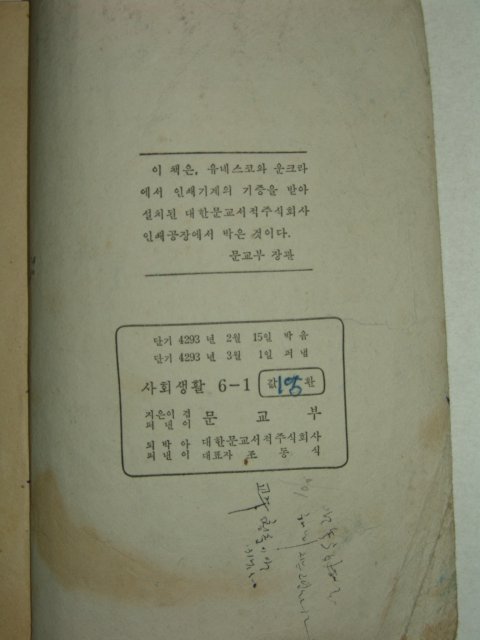 이 책은, 유네스코와 운크라
에서 인쇄기계의 기증을 받아
설치된 대한문교서적주식회사
인쇄공장에서 박은 것이다.
문교부 장관
단기 4293 년 2월 15일 박음
단기 4293 년 3월 1일 펴냄
사회생활 6-1 값 환
지은이 겸 펴낸이 문 교 부
펴낸이 대한문교서적주식회사
대표자 조 동 식